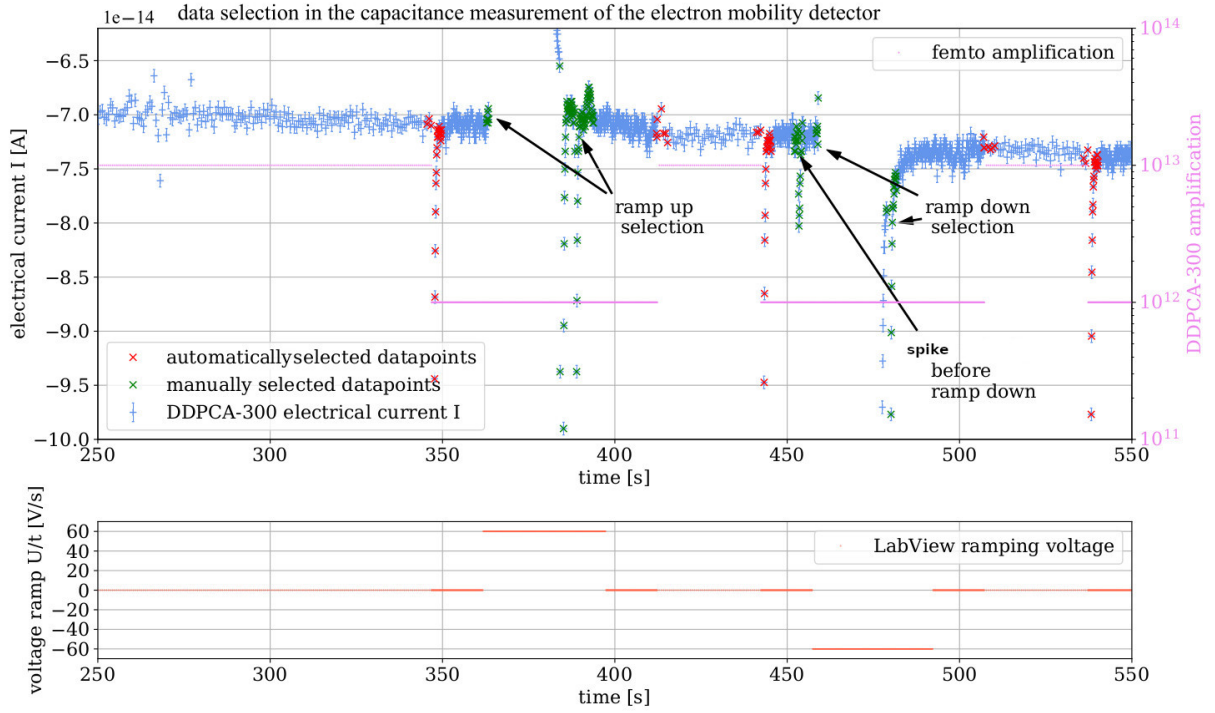 data selection in the capacitance measurement of the electron mobility detector
1e−14
10^14
−6.5
−7.0
−7.5
−8.0
−8.5
−9.0
−9.5
−10.0
electrical current I [A]
femto amplification
10^13
10^12
10^11
DDPCA-300 amplification
ramp up
selection
ramp down
selection
spike
before
ramp down
automaticallyselected datapoints
manually selected datapoints
DDPCA-300 electrical current I
250
300
350
400
450
500
550
time [s]
voltage ramp U/t [V/s]
60
40
20
0
−20
−40
−60
LabView ramping voltage
250
300
350
400
450
500
550
time [s]